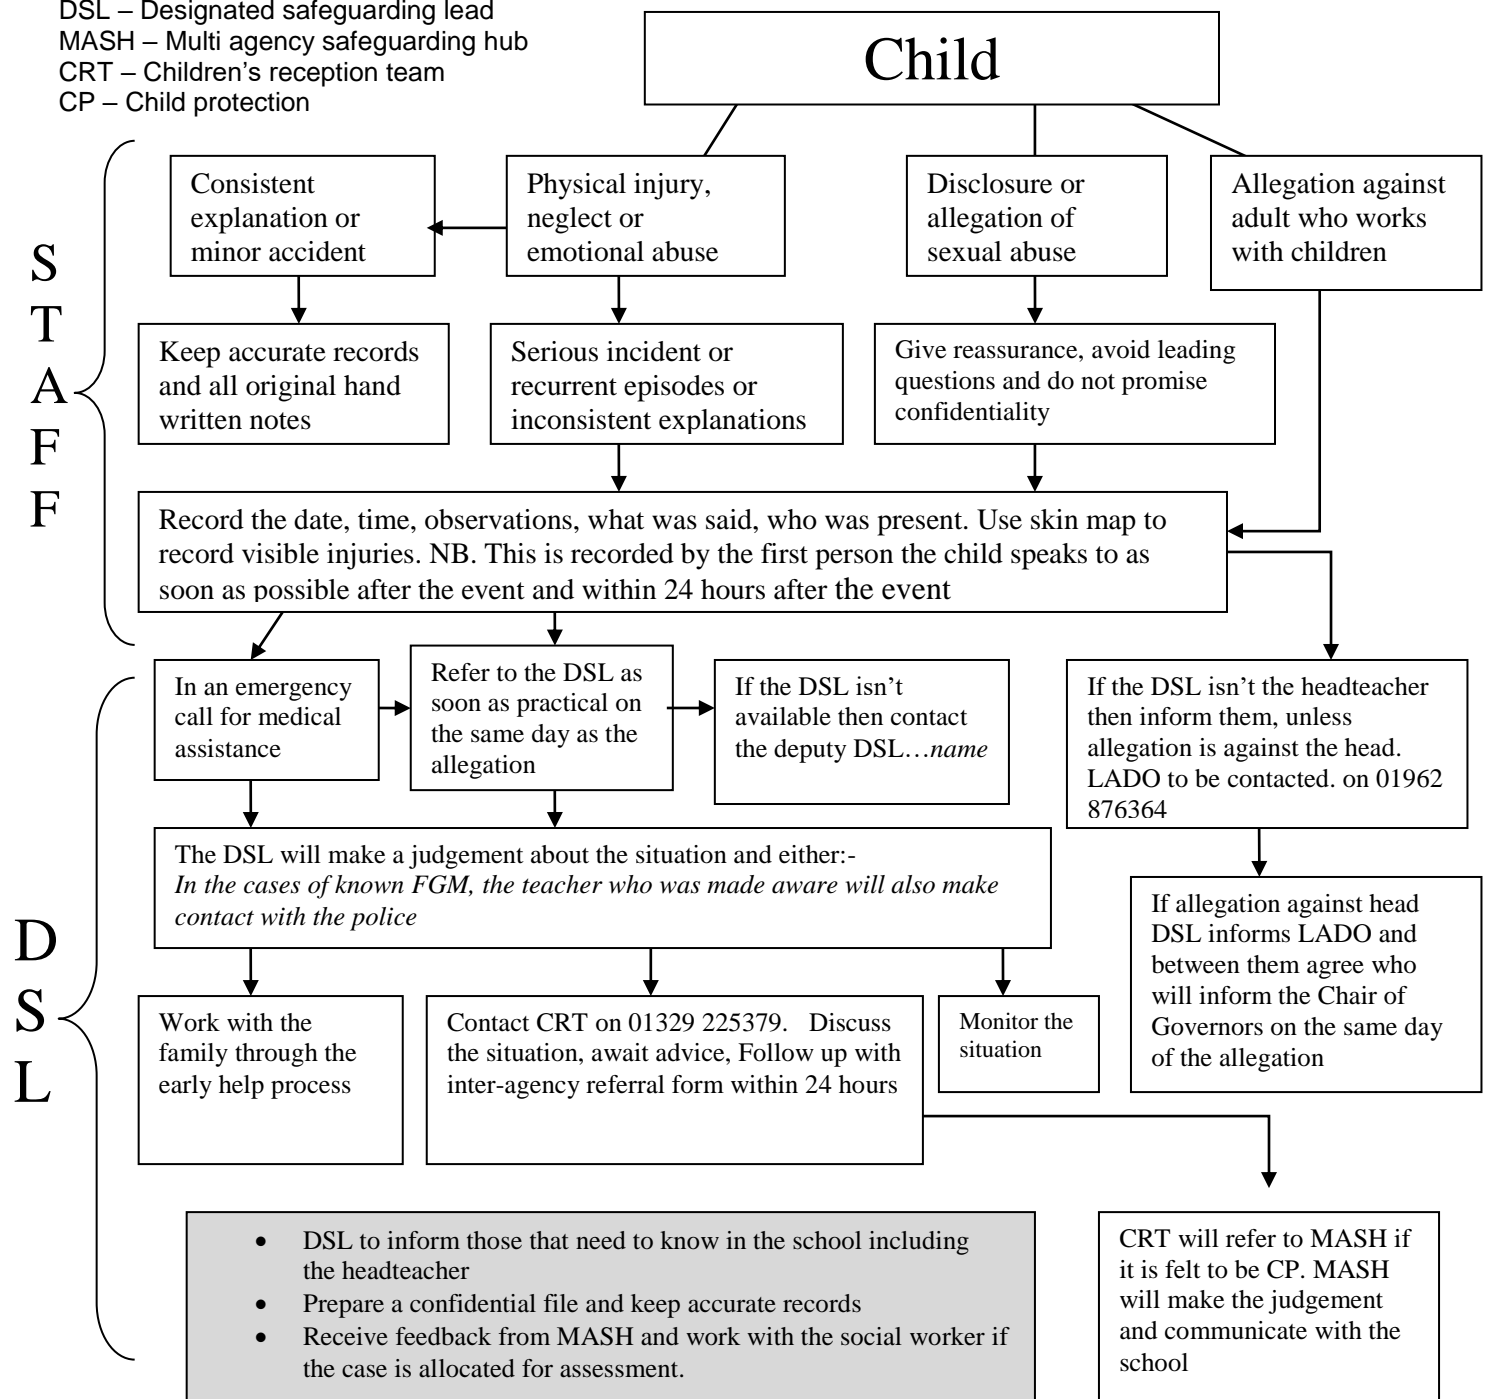 DSL – Designated safeguarding lead
MASH – Multi agency safeguarding hub
CRT – Children's reception team
CP – Child protection
Child
S
T
A
F
F
Consistent
explanation or
minor accident
Physical injury,
neglect or
emotional abuse
Disclosure or
allegation of
sexual abuse
Allegation against
adult who works
with children
Keep accurate records
and all original hand
written notes
Serious incident or
recurrent episodes or
inconsistent explanations
Give reassurance, avoid leading
questions and do not promise
confidentiality
Record the date, time, observations, what was said, who was present. Use skin map to
record visible injuries. NB. This is recorded by the first person the child speaks to as
soon as possible after the event and within 24 hours after the event
D
S
L
In an emergency
call for medical
assistance
Refer to the DSL as
soon as practical on
the same day as the
allegation
If the DSL isn't
available then contact
the deputy DSL…name
If the DSL isn't the headteacher
then inform them, unless
allegation is against the head.
LADO to be contacted. on 01962
876364
The DSL will make a judgement about the situation and either:-
In the cases of known FGM, the teacher who was made aware will also make
contact with the police
If allegation against head
DSL informs LADO and
between them agree who
will inform the Chair of
Governors on the same day
of the allegation
Work with the
family through the
early help process
Contact CRT on 01329 225379.   Discuss
the situation, await advice, Follow up with
inter-agency referral form within 24 hours
Monitor the
situation
• DSL to inform those that need to know in the school including
the headteacher
• Prepare a confidential file and keep accurate records
• Receive feedback from MASH and work with the social worker if
the case is allocated for assessment.
CRT will refer to MASH if
it is felt to be CP. MASH
will make the judgement
and communicate with the
school